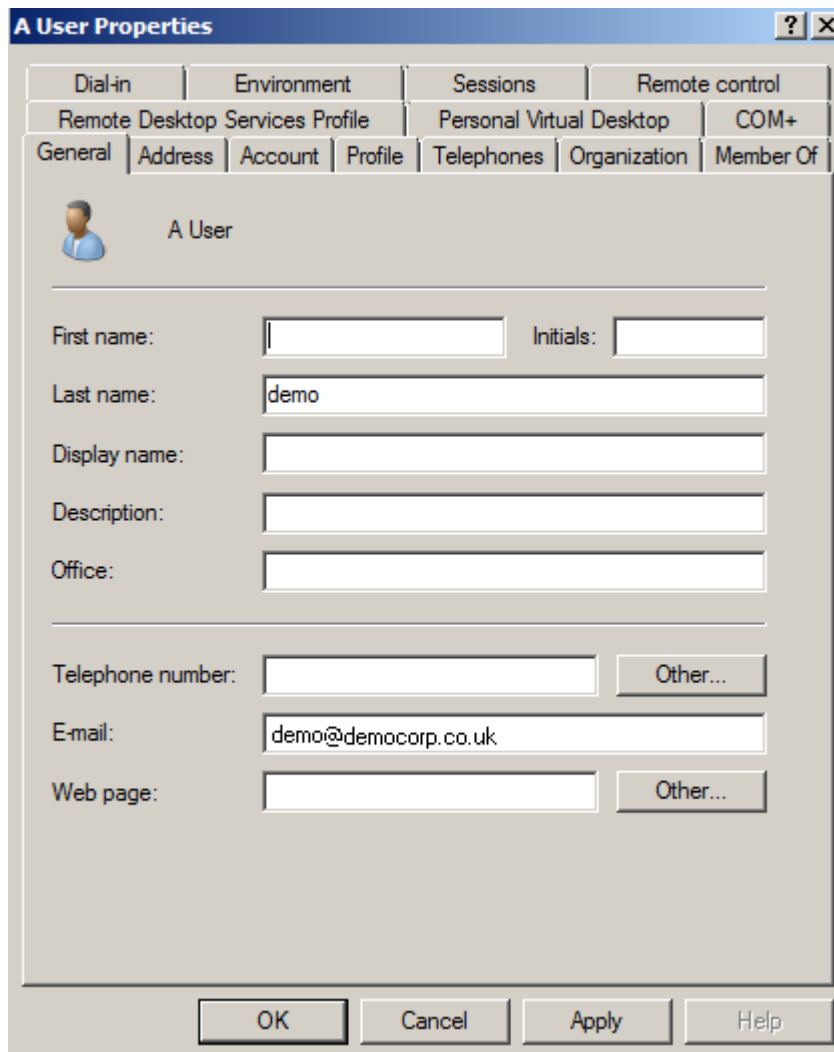 A User Properties
Dial-in Environment Sessions Remote control
Remote Desktop Services Profile Personal Virtual Desktop COM+
General Address Account Profile Telephones Organization Member Of
A User
First name: Initials:
Last name: demo
Display name:
Description:
Office:
Telephone number: Other...
E-mail: demo@democorp.co.uk
Web page: Other...
OK Cancel Apply Help